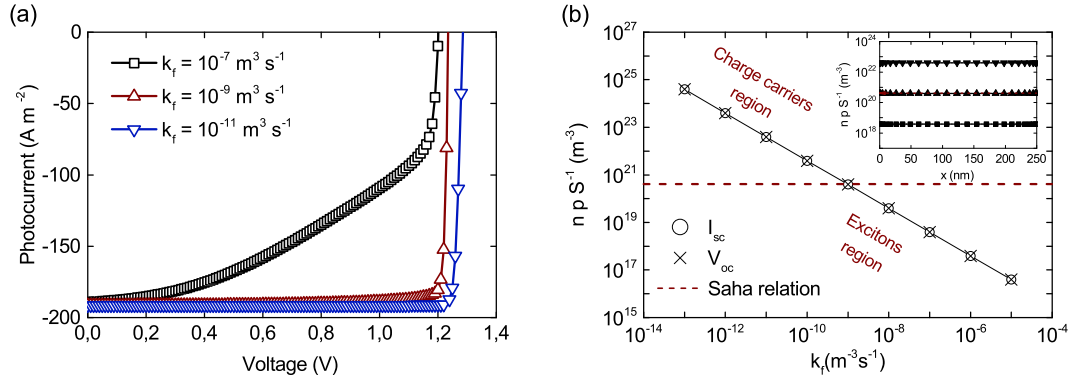 (a)
0
-50
-100
-150
-200
Photocurrent (A m⁻²)
k_f = 10⁻⁷ m³ s⁻¹
k_f = 10⁻⁹ m³ s⁻¹
k_f = 10⁻¹¹ m³ s⁻¹
0,0 0,2 0,4 0,6 0,8 1,0 1,2 1,4
Voltage (V)
(b)
10²⁷
10²⁵
10²³
10²¹
10¹⁹
10¹⁷
10¹⁵
n p S⁻¹ (m⁻³)
Charge carriers
region
Excitons
region
I_sc
V_oc
Saha relation
10⁻¹⁴ 10⁻¹² 10⁻¹⁰ 10⁻⁸ 10⁻⁶ 10⁻⁴
k_f(m⁻³s⁻¹)
10²⁴
10²²
10²⁰
10¹⁸
n p S⁻¹ (m⁻³)
0 50 100 150 200 250
x (nm)